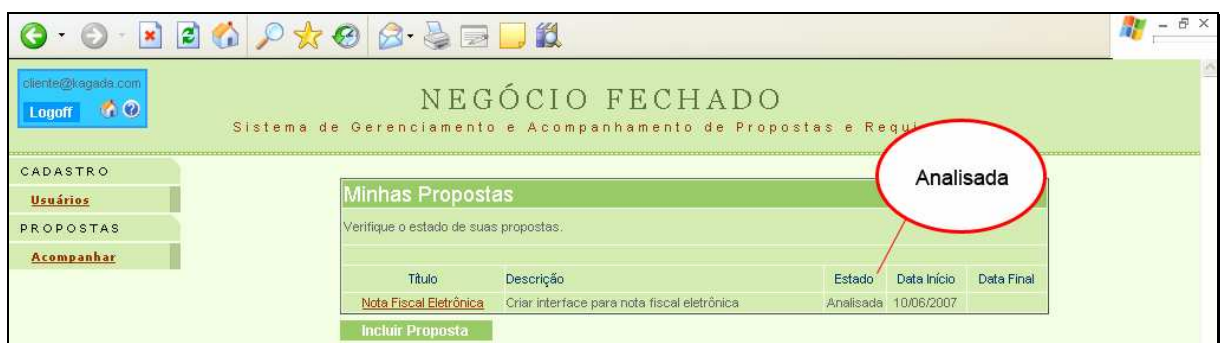 cliente@kagada.com
Logoff
NEGÓCIO FECHADO
Sistema de Gerenciamento e Acompanhamento de Propostas e Requi
Analisada
CADASTRO
Usuários
PROPOSTAS
Acompanhar
Minhas Propostas
Verifique o estado de suas propostas.
Título Descrição Estado Data Início Data Final
Nota Fiscal Eletrônica Criar interface para nota fiscal eletrônica Analisada 10/06/2007
Incluir Proposta